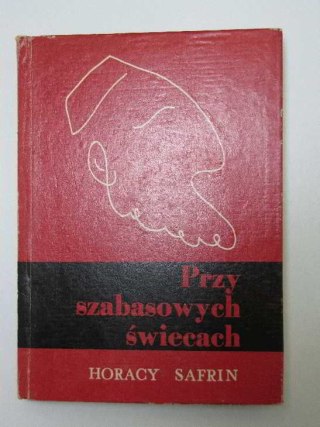 Przy
szabasowych
świecach
HORACY SAFRIN